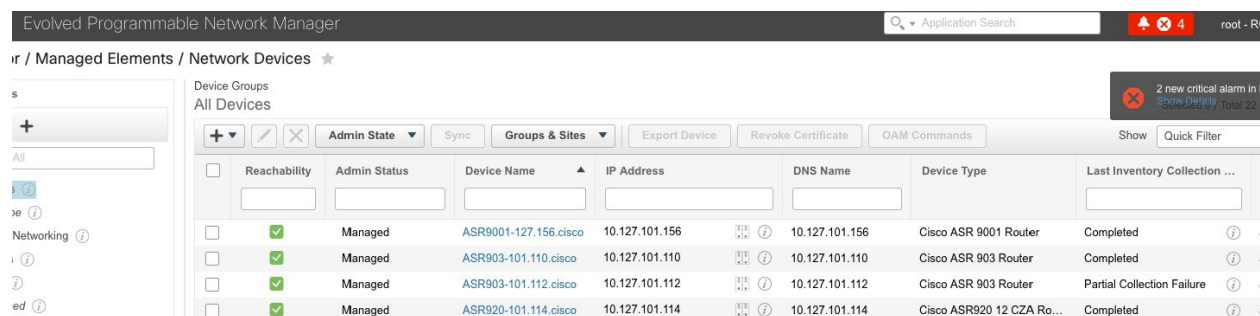 Evolved Programmable Network Manager
Application Search
4
root - R
or / Managed Elements / Network Devices
Device Groups
All Devices
2 new critical alarm in
Show Details
Total 22
Admin State
Sync
Groups & Sites
Export Device
Revoke Certificate
OAM Commands
Show
Quick Filter
All
Reachability
Admin Status
Device Name
IP Address
DNS Name
Device Type
Last Inventory Collection ...
Networking
Managed
ASR9001-127.156.cisco
10.127.101.156
10.127.101.156
Cisco ASR 9001 Router
Completed
Managed
ASR903-101.110.cisco
10.127.101.110
10.127.101.110
Cisco ASR 903 Router
Completed
Managed
ASR903-101.112.cisco
10.127.101.112
10.127.101.112
Cisco ASR 903 Router
Partial Collection Failure
ed
Managed
ASR920-101.114.cisco
10.127.101.114
10.127.101.114
Cisco ASR920 12 CZA Ro...
Completed